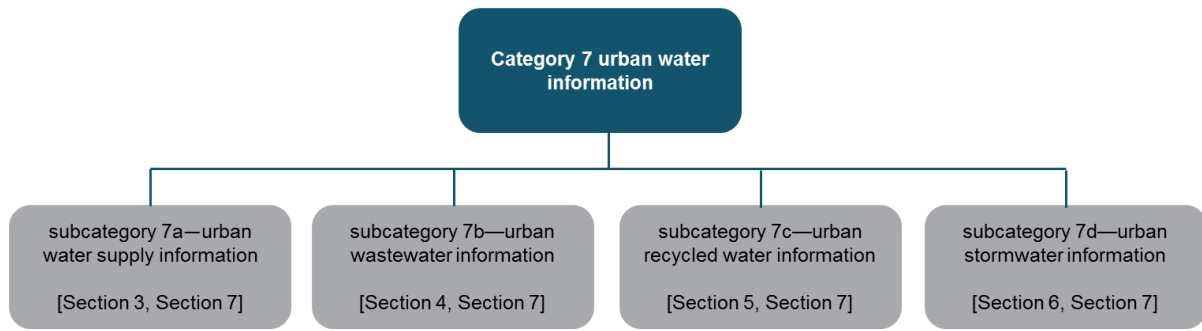 Category 7 urban water
information
subcategory 7a—urban
water supply information
[Section 3, Section 7]
subcategory 7b—urban
wastewater information
[Section 4, Section 7]
subcategory 7c—urban
recycled water information
[Section 5, Section 7]
subcategory 7d—urban
stormwater information
[Section 6, Section 7]